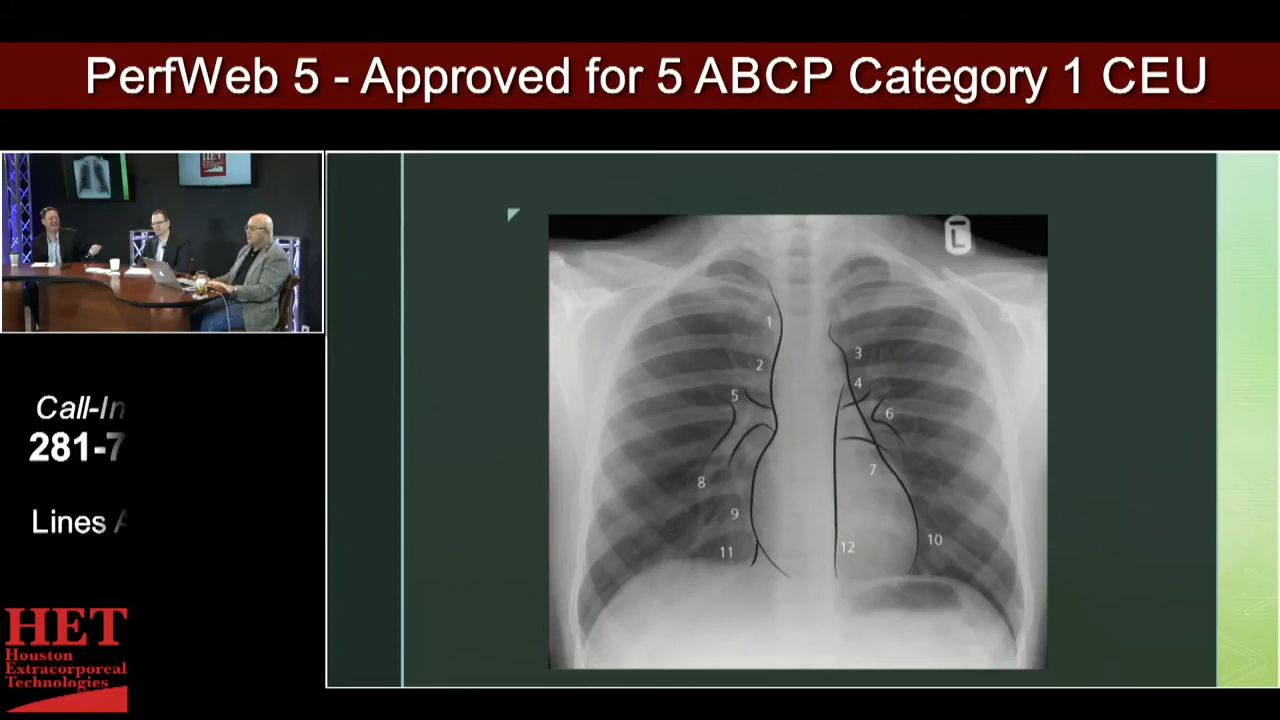 PerfWeb 5 - Approved for 5 ABCP Category 1 CEU
HET
L
1
2
3
4
5
6
7
8
9
10
11
12
Call-In
281-7
Lines A
HET
Houston
Extracorporeal
Technologies